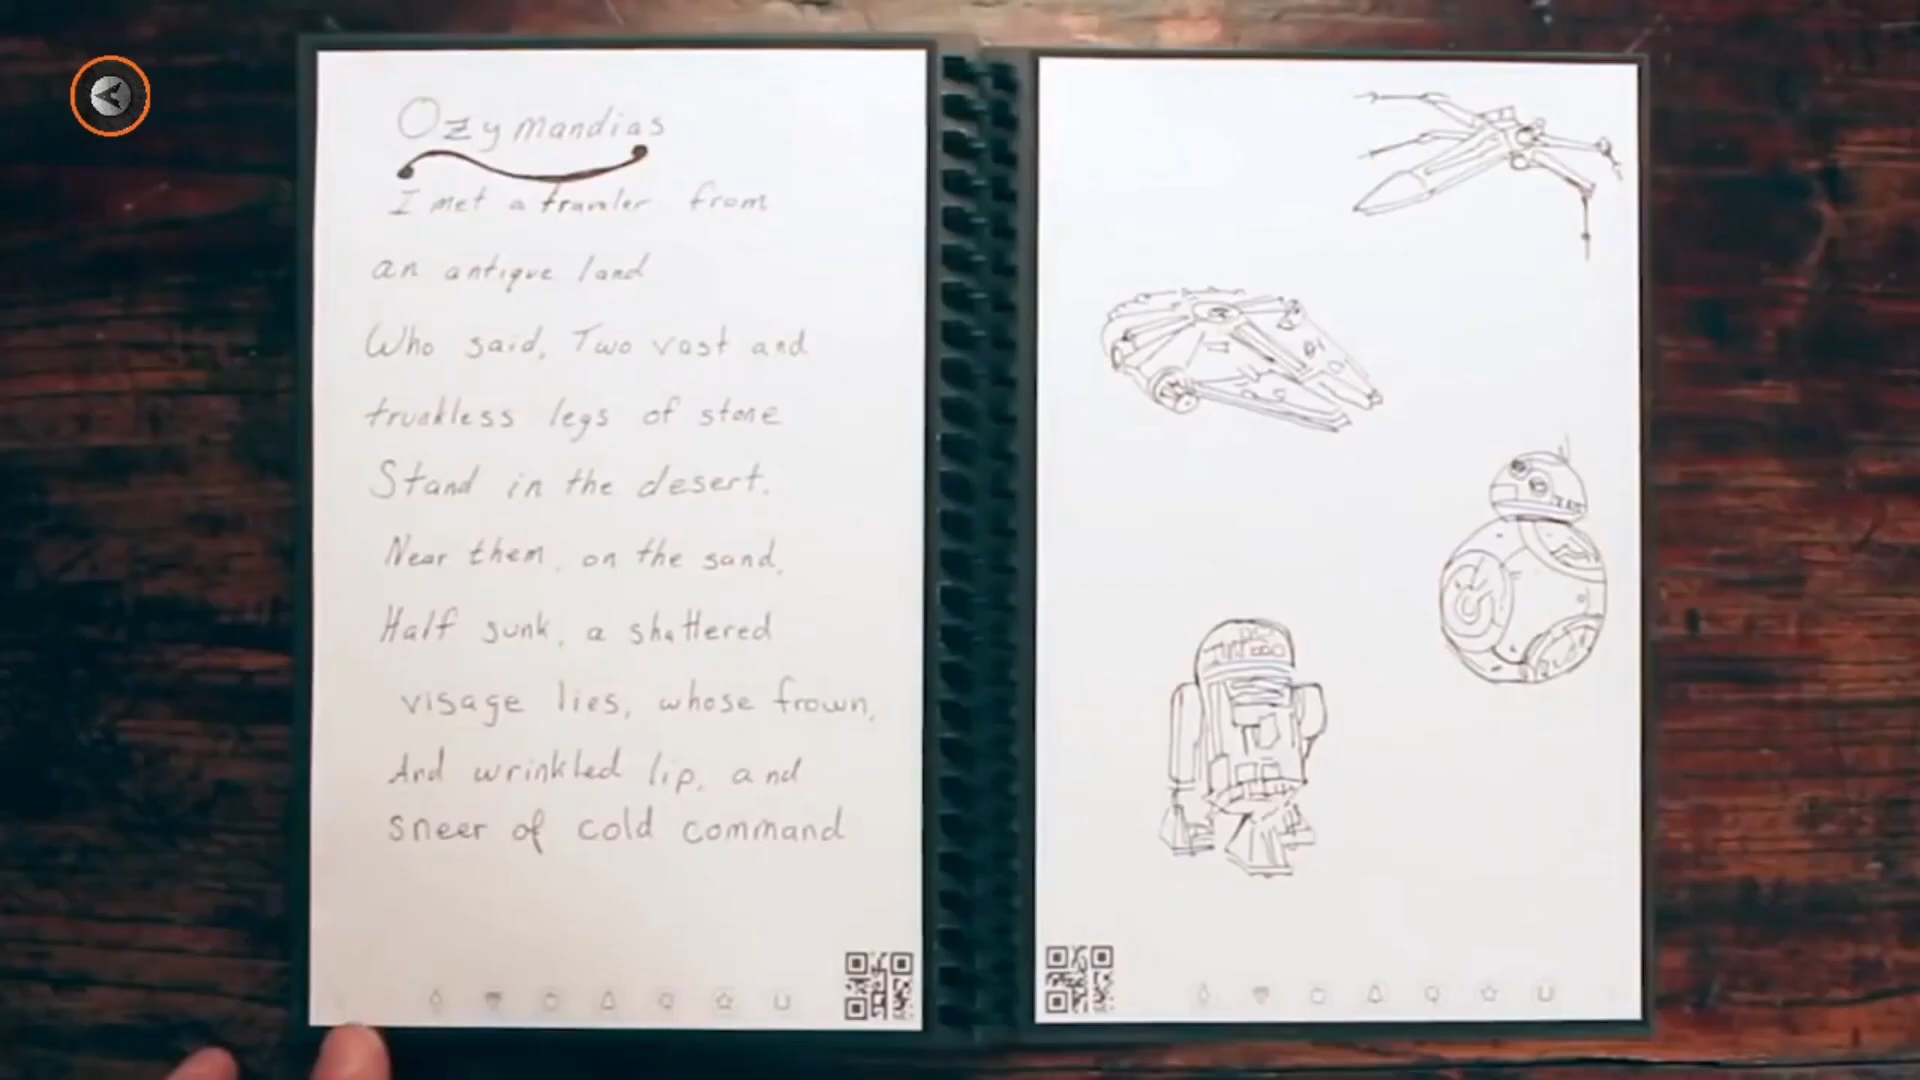 Ozymandias
I met a traveler from
an antique land
Who said, Two vast and
trunkless legs of stone
Stand in the desert.
Near them, on the sand,
Half sunk, a shattered
visage lies, whose frown,
And wrinkled lip, and
sneer of cold command